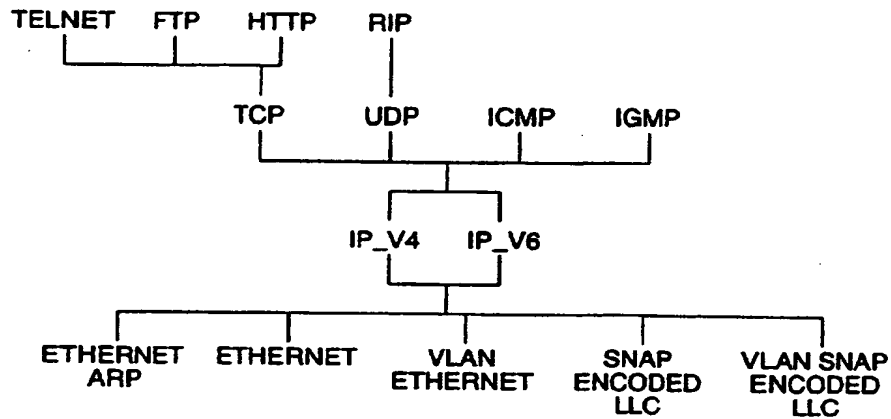 TELNET FTP HTTP RIP
TCP UDP ICMP IGMP
IP_V4 IP_V6
ETHERNET ARP
ETHERNET
VLAN ETHERNET
SNAP ENCODED LLC
VLAN SNAP ENCODED LLC